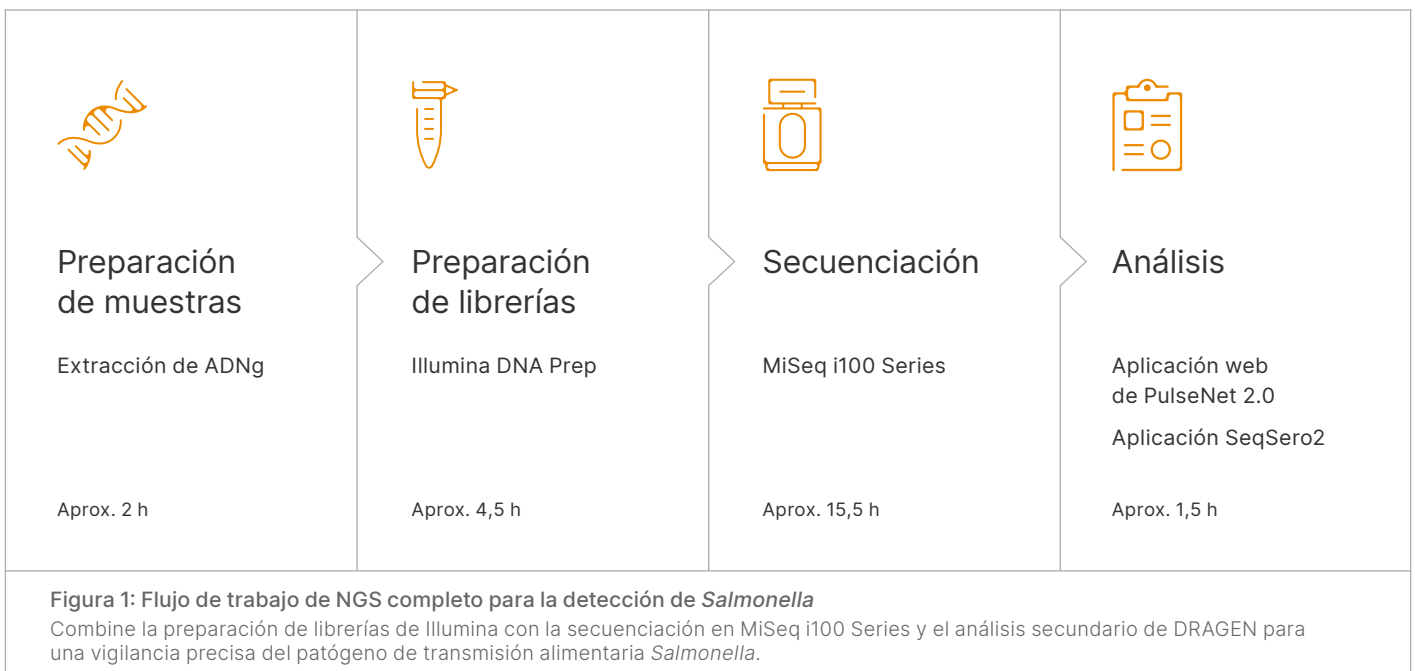 Preparación
de muestras
Extracción de ADNg
Aprox. 2 h
Preparación
de librerías
Illumina DNA Prep
Aprox. 4,5 h
Secuenciación
MiSeq i100 Series
Aprox. 15,5 h
Análisis
Aplicación web
de PulseNet 2.0
Aplicación SeqSero2
Aprox. 1,5 h
Figura 1: Flujo de trabajo de NGS completo para la detección de Salmonella
Combine la preparación de librerías de Illumina con la secuenciación en MiSeq i100 Series y el análisis secundario de DRAGEN para
una vigilancia precisa del patógeno de transmisión alimentaria Salmonella.